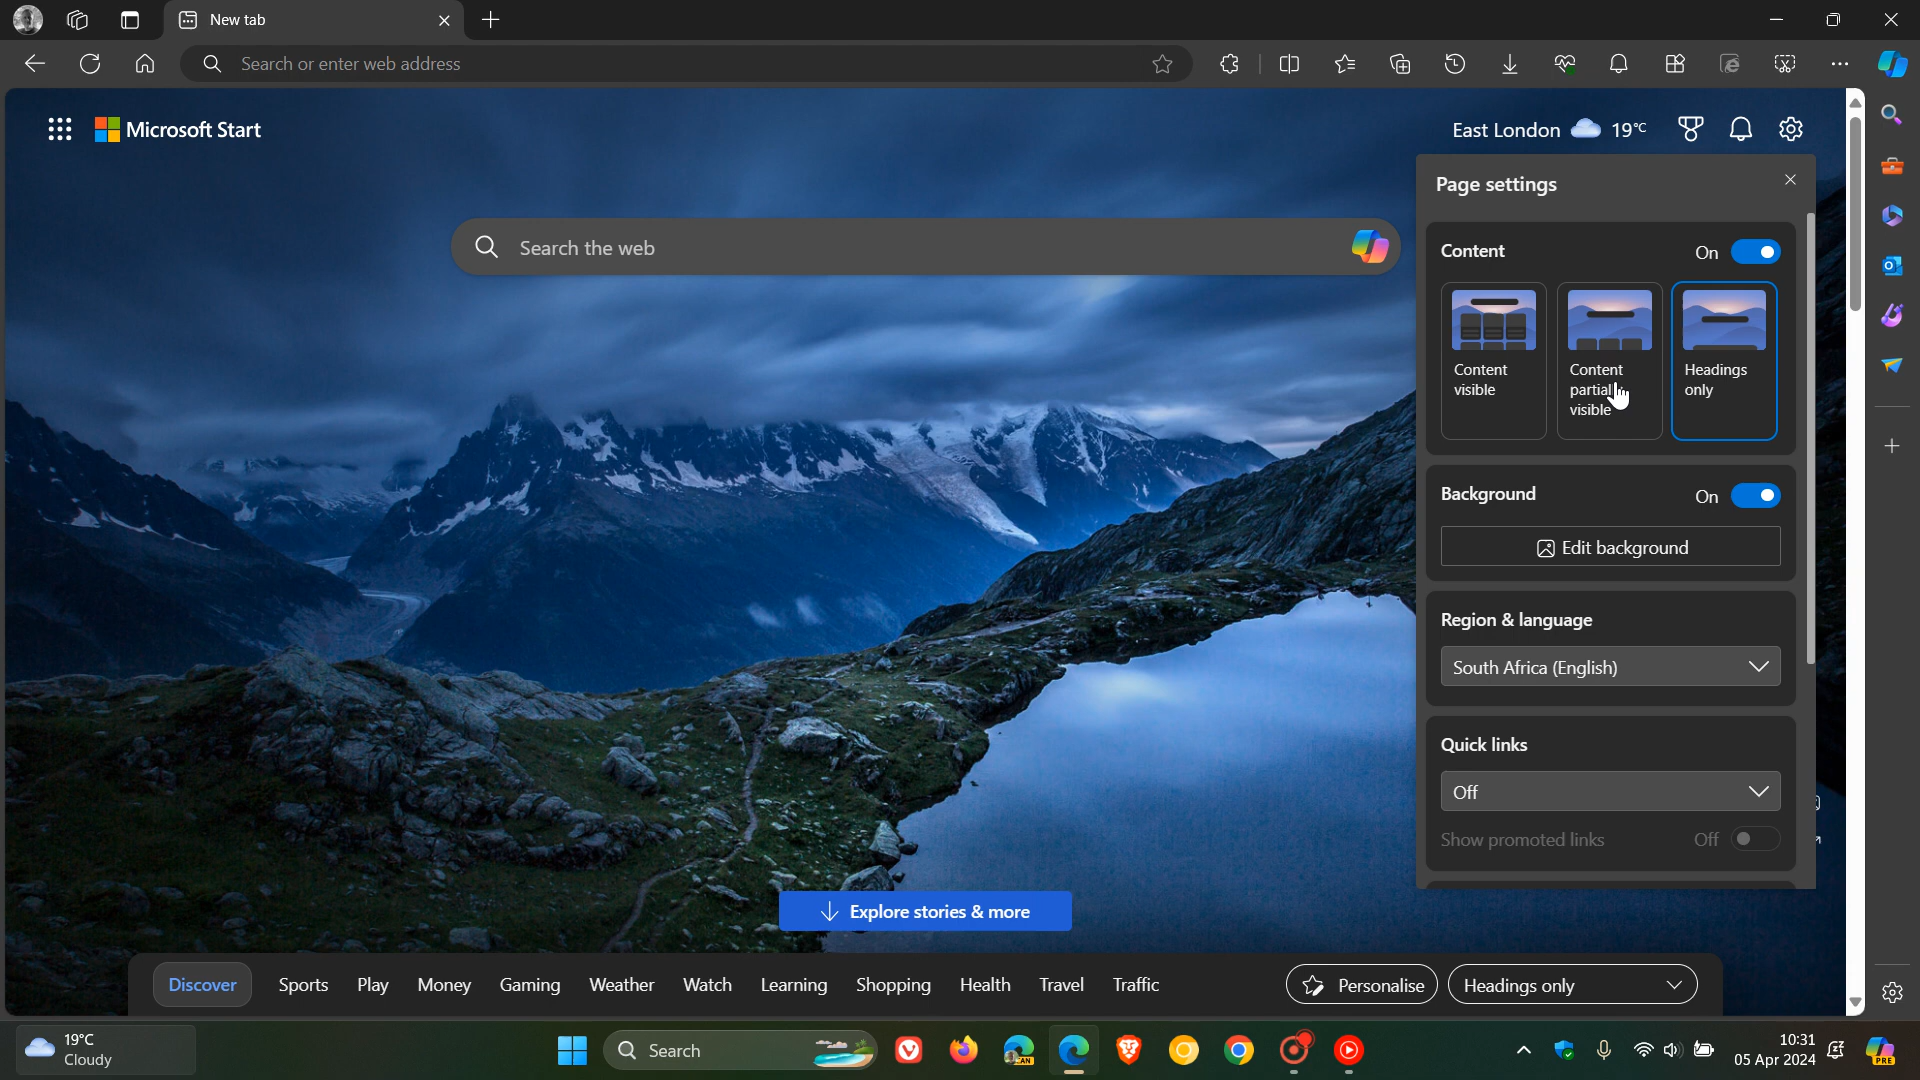 New tab
Search or enter web address
Microsoft Start
East London 19°C
Page settings
Search the web
Content On
Content
visible
Content
visible
Headings
only
Background On
Edit background
Region & language
South Africa (English)
Quick links
Off
Show promoted links Off
Explore stories & more
Discover Sports Play Money Gaming Weather Watch Learning Shopping Health Travel Traffic Personalise Headings only
19°C
Cloudy
Search
CAN
10:31
05 Apr 2024
PRE